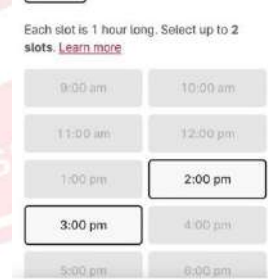 Each slot is 1 hour long. Select up to 2
slots. Learn more
9:00 am 10:00 am
11:00 am 12:00 pm
1:00 pm 2:00 pm
3:00 pm 4:00 pm
5:00 pm 6:00 pm